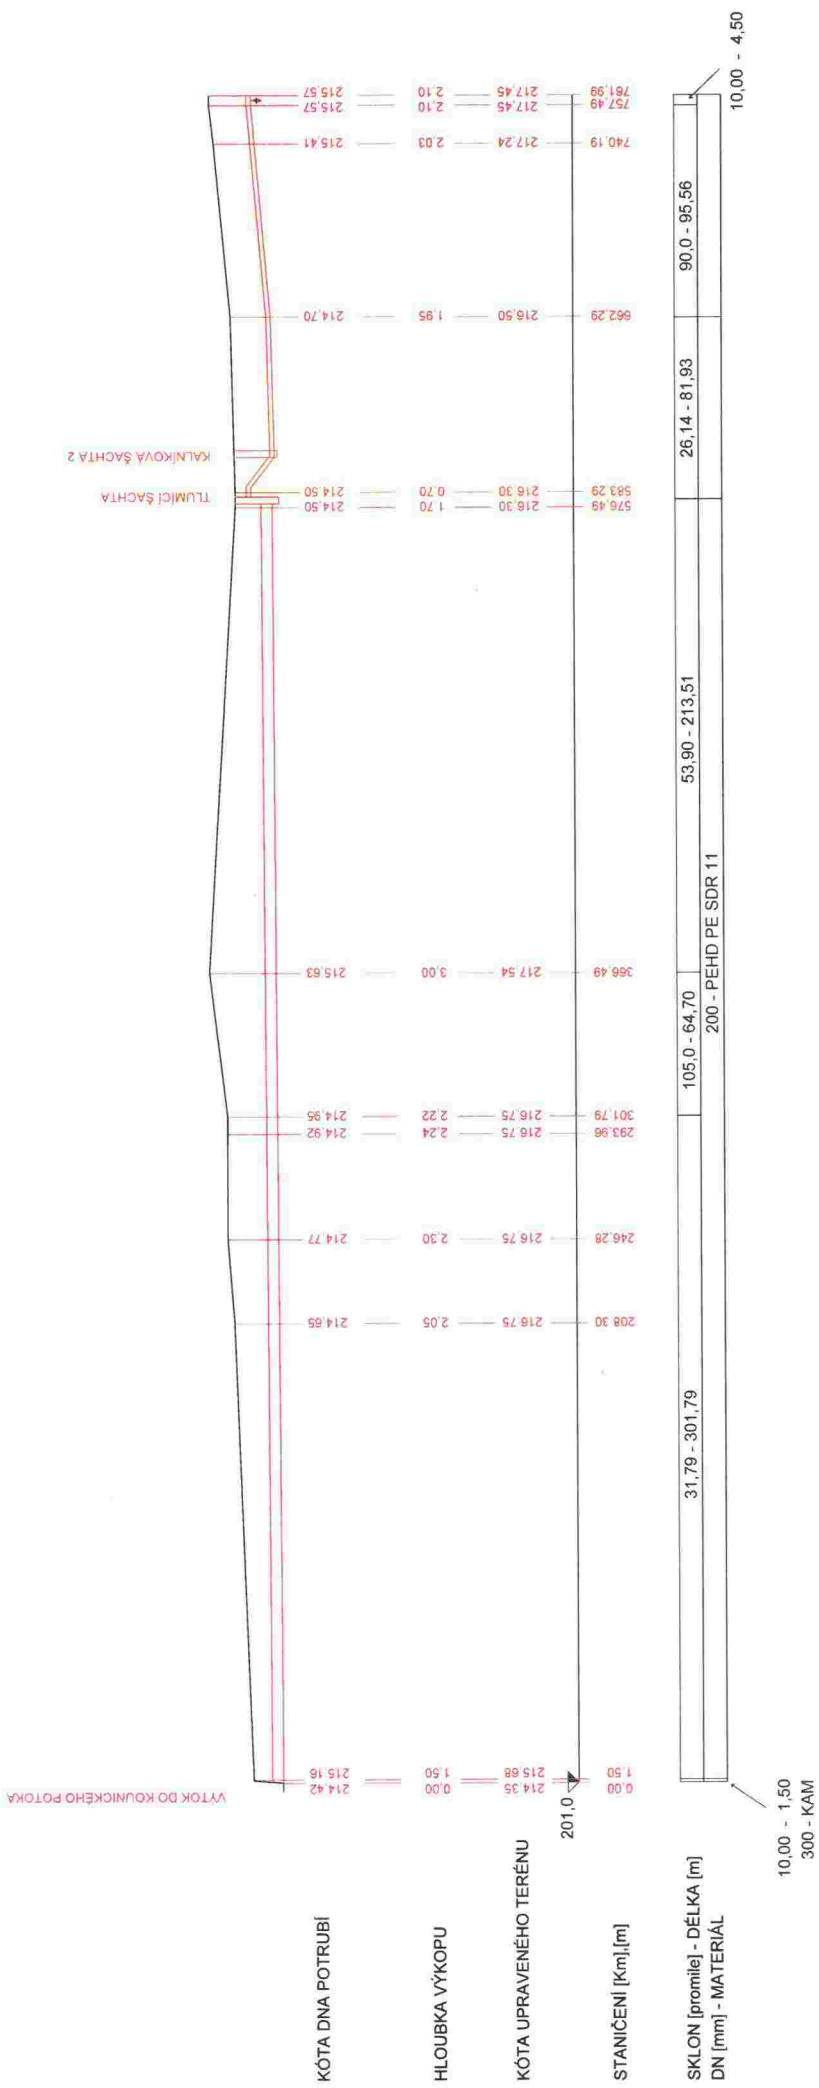 VÝTOK DO KOUNICKÉHO POTOKA
TLUMÍCÍ ŠACHTA
KALNÍKOVÁ ŠACHTA 2
KÓTA DNA POTRUBÍ
214,42
215,16
214,65
214,77
214,92
214,95
215,63
214,50
214,50
214,70
215,41
215,57
215,57
HLOUBKA VÝKOPU
0,00
1,50
2,05
2,30
2,24
2,22
3,00
1,70
0,70
1,95
2,03
2,10
2,10
KÓTA UPRAVENÉHO TERÉNU
214,35
215,68
216,75
216,75
216,75
216,75
217,54
216,30
216,30
216,50
217,24
217,45
217,45
201,0
STANIČENÍ [Km],[m]
0,00
1,50
208,30
246,28
293,96
301,79
366,49
576,49
583,29
662,29
740,19
757,49
761,99
SKLON [promile] - DÉLKA [m]
31,79 - 301,79
105,0 - 64,70
53,90 - 213,51
26,14 - 81,93
90,0 - 95,56
DN [mm] - MATERIÁL
200 - PEHD PE SDR 11
10,00 - 4,50
10,00 - 1,50
300 - KAM